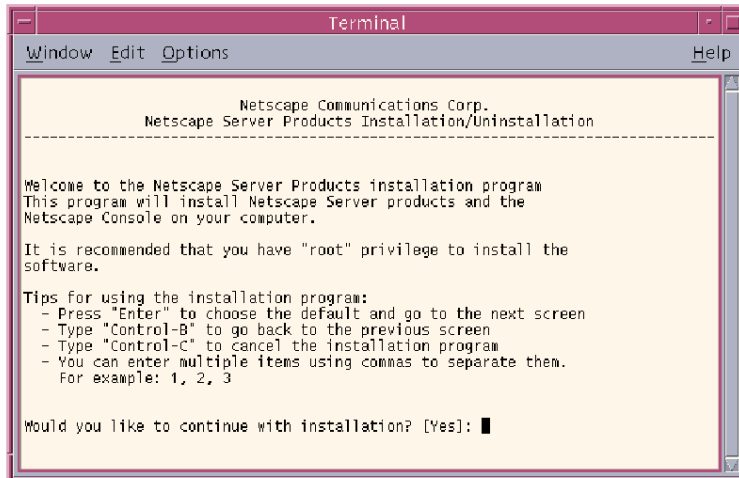 Terminal
Window Edit Options Help
Netscape Communications Corp.
Netscape Server Products Installation/Uninstallation
-------------------------------------------------------------------------------
Welcome to the Netscape Server Products installation program
This program will install Netscape Server products and the
Netscape Console on your computer.
It is recommended that you have "root" privilege to install the
software.
Tips for using the installation program:
- Press "Enter" to choose the default and go to the next screen
- Type "Control-B" to go back to the previous screen
- Type "Control-C" to cancel the installation program
- You can enter multiple items using commas to separate them.
For example: 1, 2, 3
Would you like to continue with installation? [Yes]: